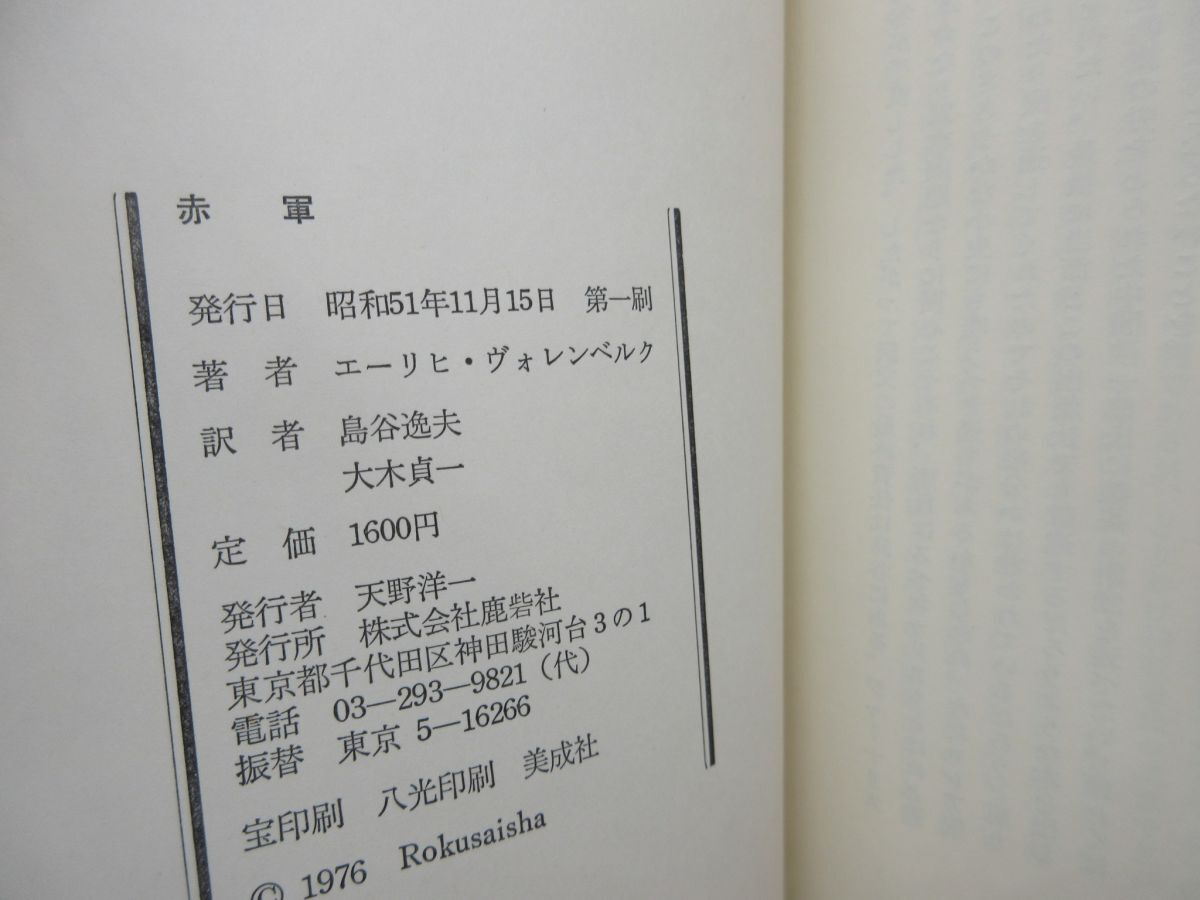 赤　軍
発行日　昭和51年11月15日　第一刷
著　者　エーリヒ・ヴォレンベルク
訳　者　島谷逸夫
大木貞一
定　価　1600円
発行者　天野洋一
発行所　株式会社鹿砦社
東京都千代田区神田駿河台3の1
電話　03—293—9821（代）
振替　東京 5—16266
宝印刷　八光印刷　美成社
© 1976 Rokusaisha